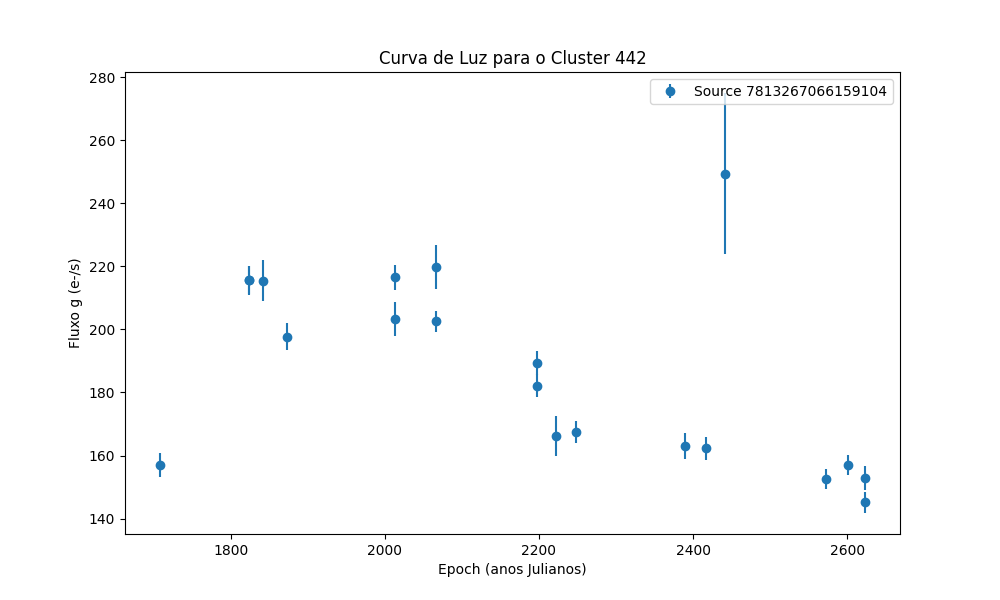 Curva de Luz para o Cluster 442
Source 7813267066159104
280
260
240
220
200
180
160
140
Fluxo g (e-/s)
1800 2000 2200 2400 2600
Epoch (anos Julianos)